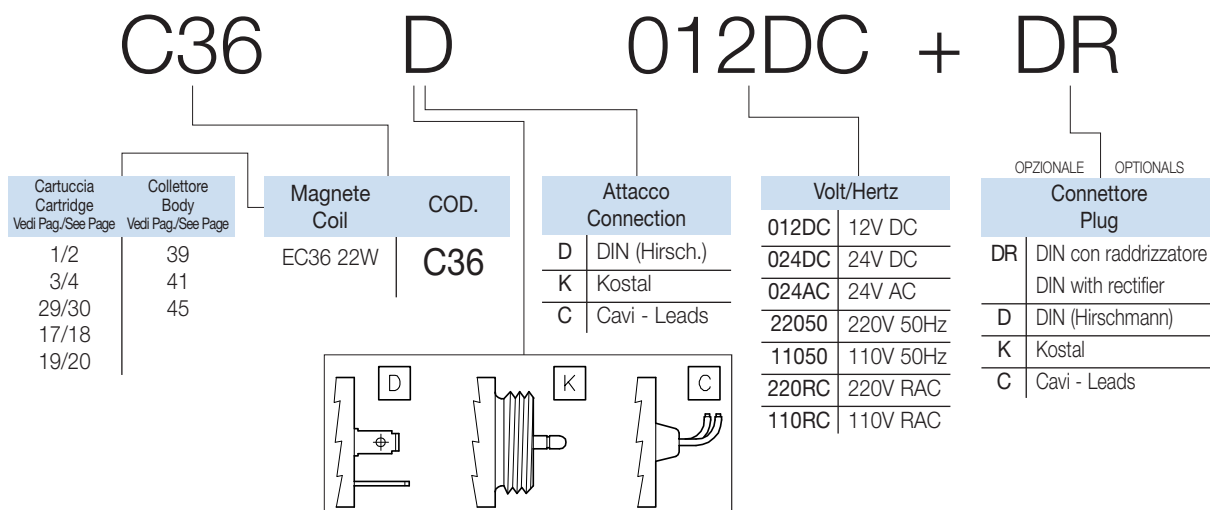 C36 D 012DC + DR
OPZIONALE OPTIONALS
Cartuccia
Cartridge
Vedi Pag./See Page
1/2
3/4
29/30
17/18
19/20
Collettore
Body
Vedi Pag./See Page
39
41
45
Magnete
Coil
COD.
EC36 22W C36
Attacco
Connection
D DIN (Hirsch.)
K Kostal
C Cavi - Leads
D K C
Volt/Hertz
012DC 12V DC
024DC 24V DC
024AC 24V AC
22050 220V 50Hz
11050 110V 50Hz
220RC 220V RAC
110RC 110V RAC
Connettore
Plug
DR DIN con raddrizzatore
DIN with rectifier
D DIN (Hirschmann)
K Kostal
C Cavi - Leads